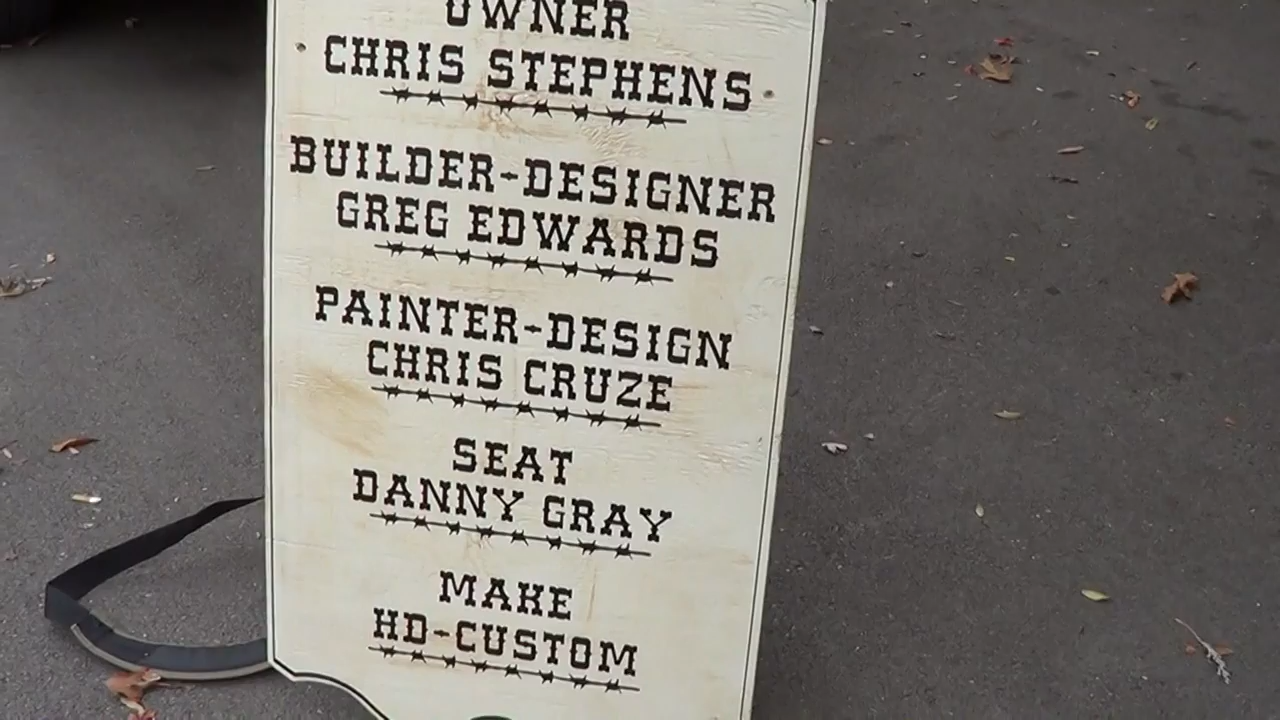 OWNER
CHRIS STEPHENS
BUILDER-DESIGNER
GREG EDWARDS
PAINTER-DESIGN
CHRIS CRUZE
SEAT
DANNY GRAY
MAKE
HD-CUSTOM